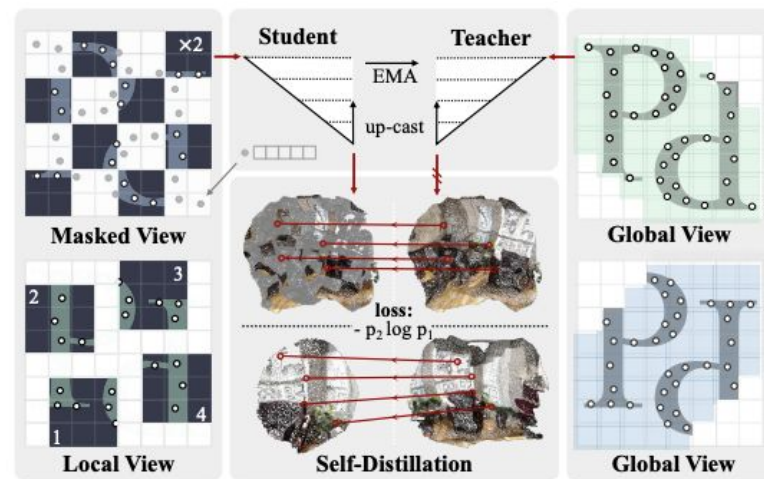 ×2
Masked View
2
3
1
4
Local View
Student
Teacher
EMA
up-cast
loss:
- p₂ log p₁
Self-Distillation
Global View
Global View